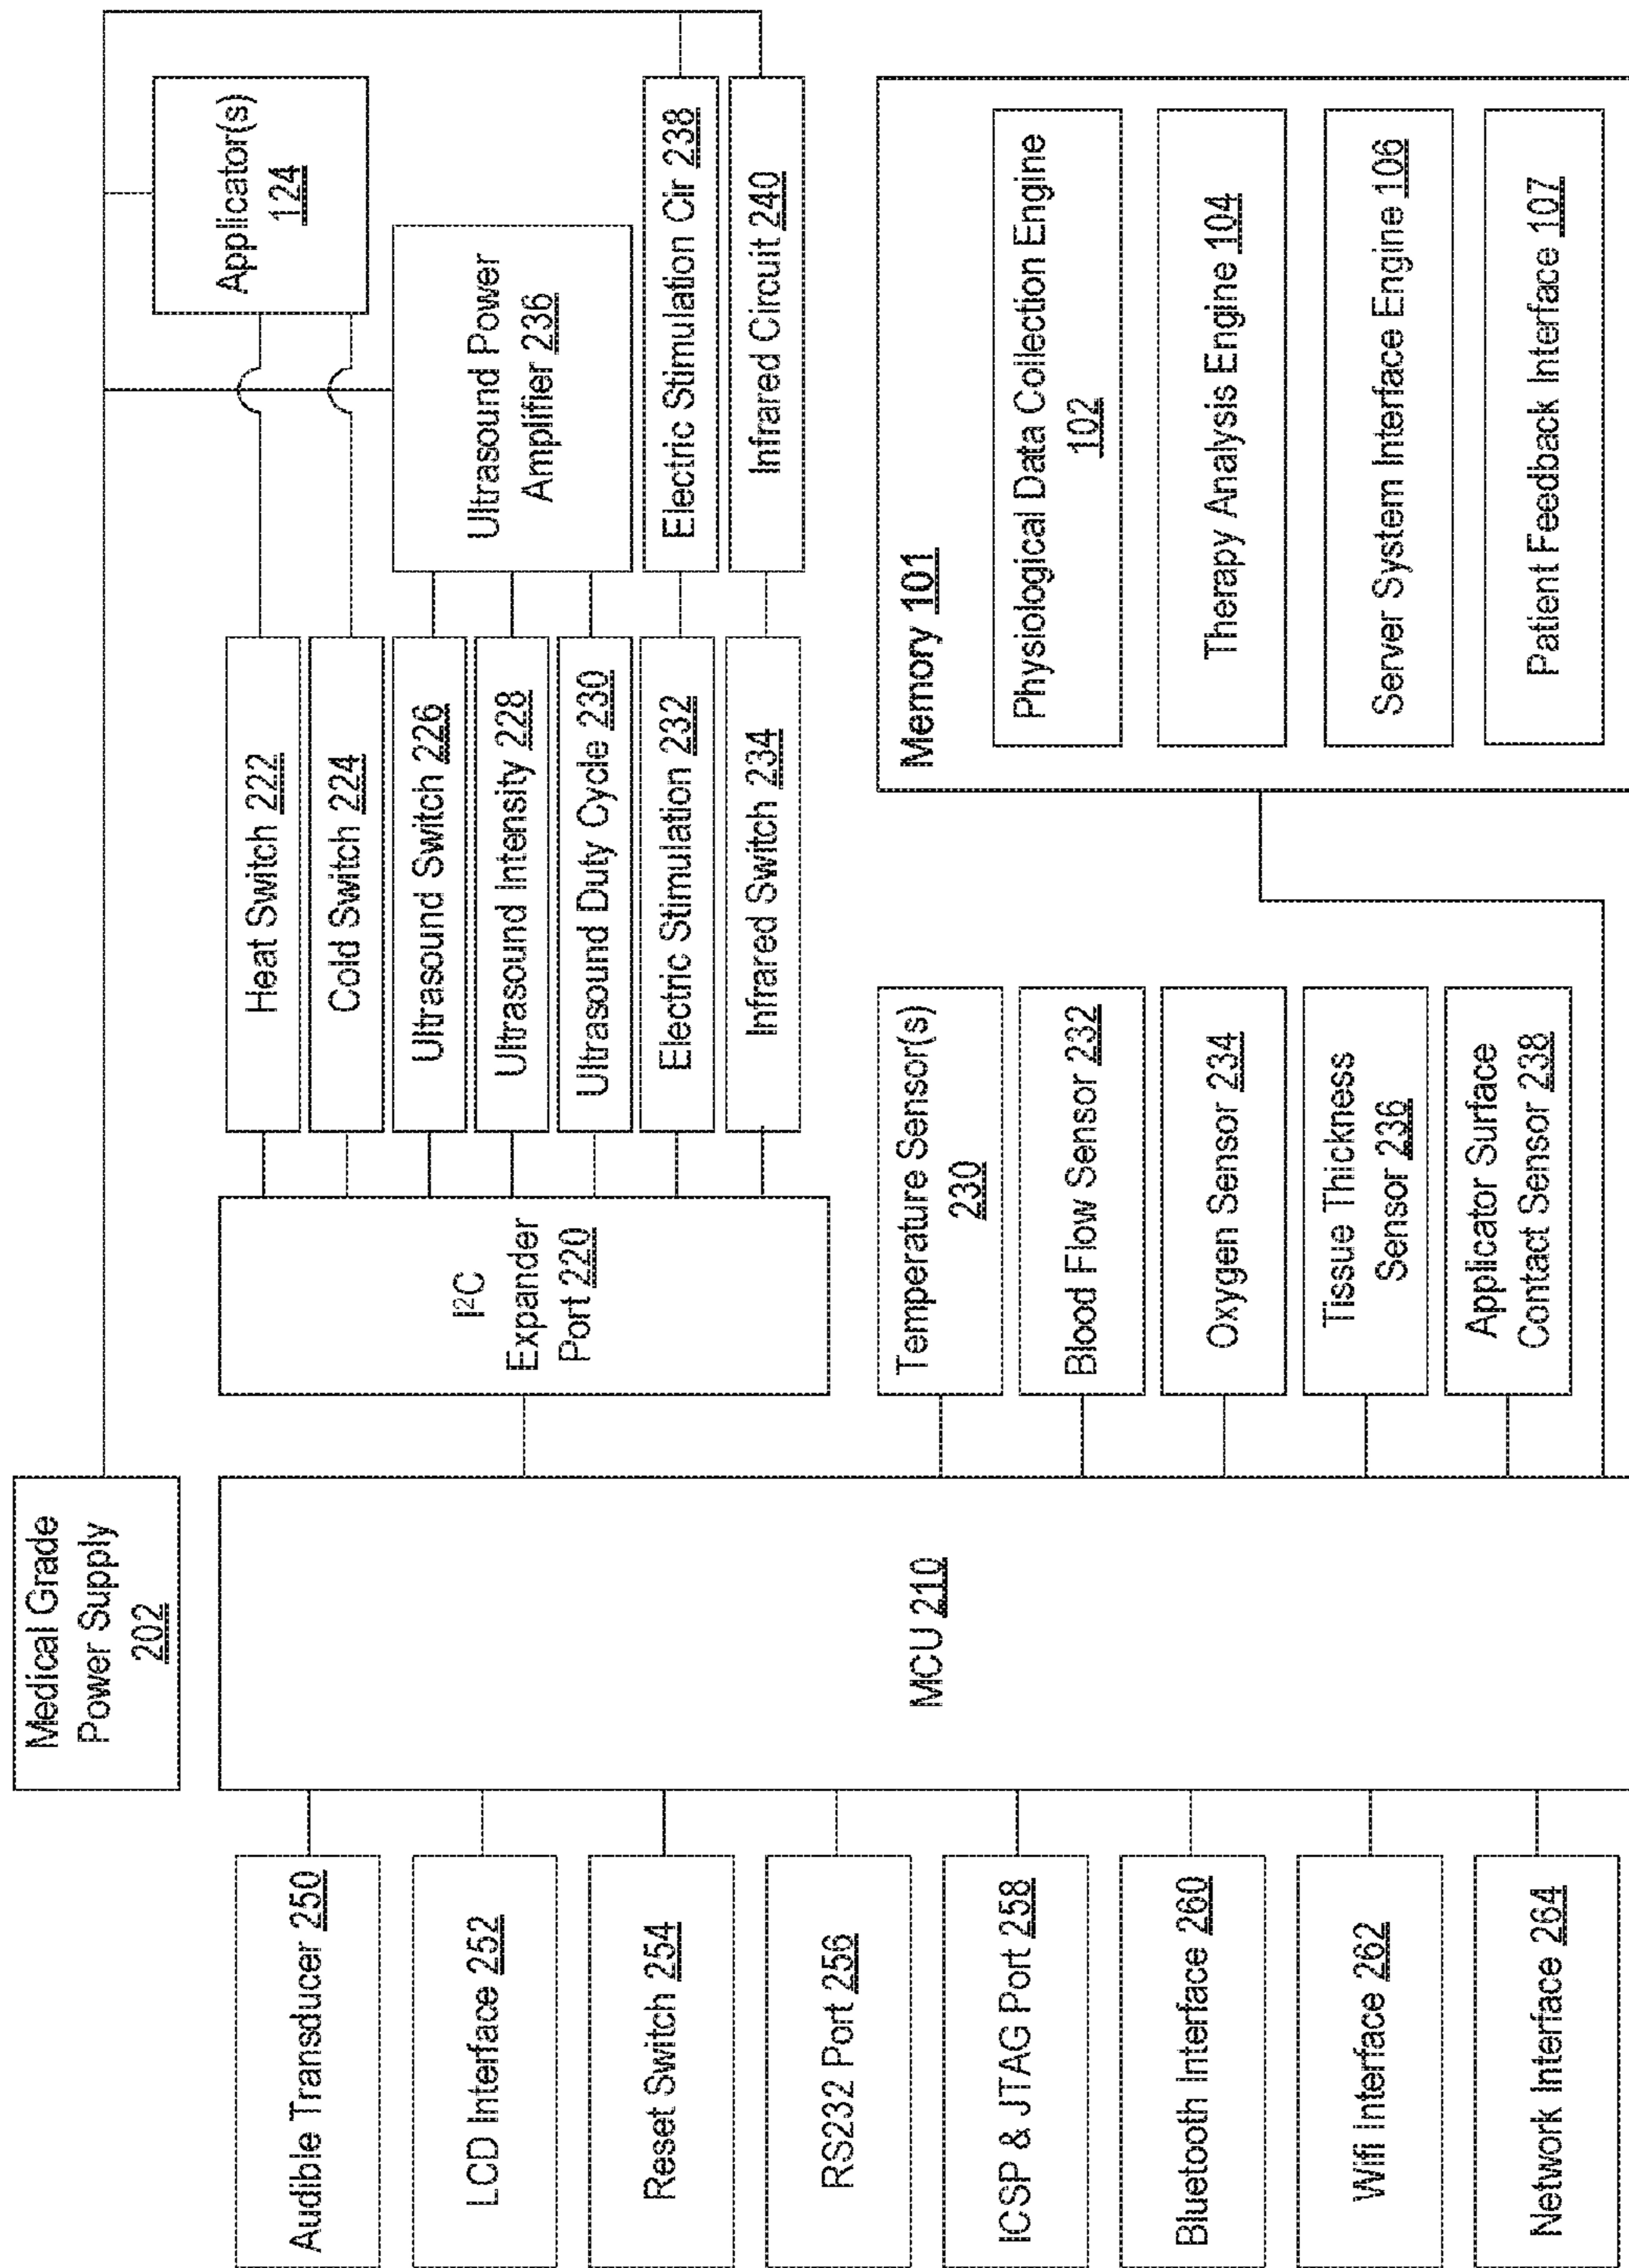 Medical Grade
Power Supply
202
Applicator(s)
124
Audible Transducer 250
LCD Interface 252
Reset Switch 254
RS232 Port 256
ICSP & JTAG Port 258
Bluetooth Interface 260
Wifi Interface 262
Network Interface 264
MCU 210
I²C
Expander
Port 220
Heat Switch 222
Cold Switch 224
Ultrasound Switch 226
Ultrasound Intensity 228
Ultrasound Duty Cycle 230
Electric Stimulation 232
Infrared Switch 234
Ultrasound Power
Amplifier 236
Electric Stimulation Cir 238
Infrared Circuit 240
Temperature Sensor(s)
230
Blood Flow Sensor 232
Oxygen Sensor 234
Tissue Thickness
Sensor 236
Applicator Surface
Contact Sensor 238
Memory 101
Physiological Data Collection Engine
102
Therapy Analysis Engine 104
Server System Interface Engine 106
Patient Feedback Interface 107